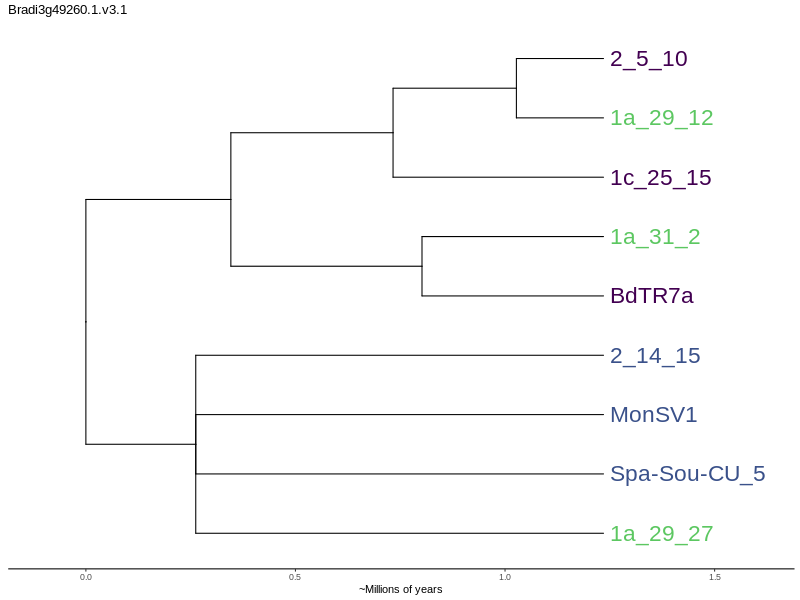 Bradi3g49260.1.v3.1
2_5_10
1a_29_12
1c_25_15
1a_31_2
BdTR7a
2_14_15
MonSV1
Spa-Sou-CU_5
1a_29_27
0.0 0.5 1.0 1.5
~Millions of years